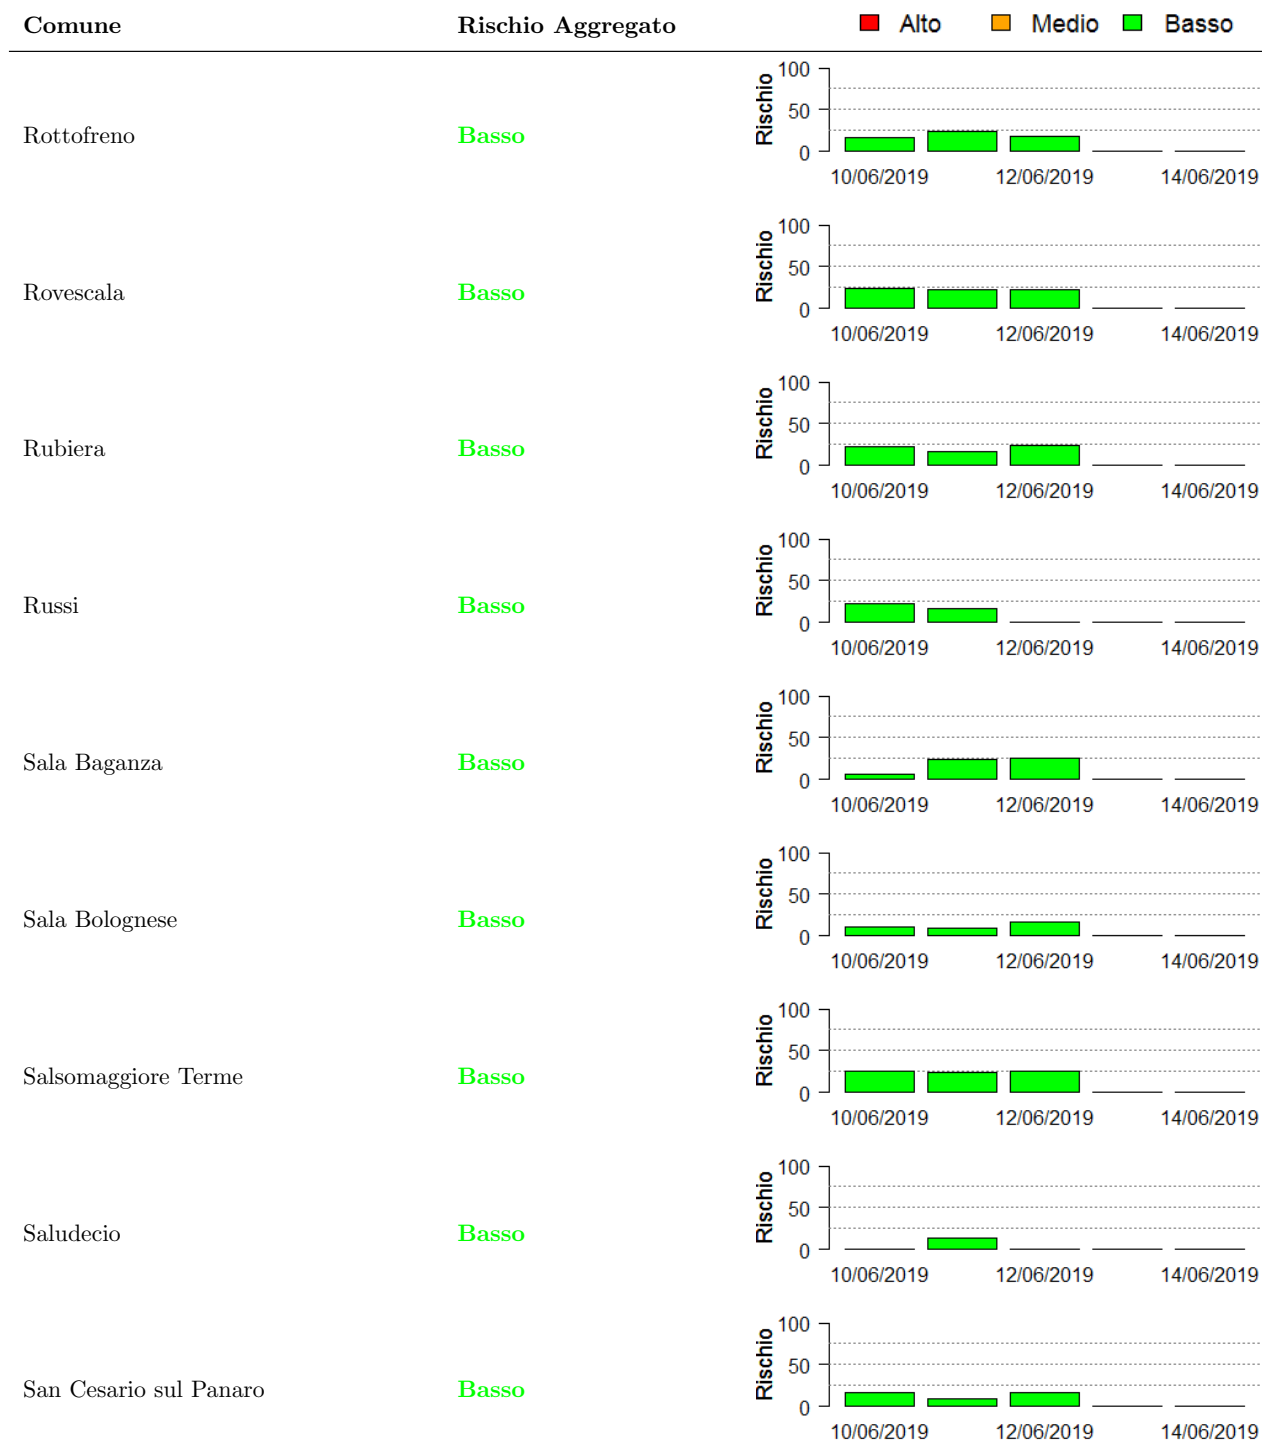 Comune Rischio Aggregato Alto Medio Basso
Rottofreno Basso Rischio 100 50 0
10/06/2019 12/06/2019 14/06/2019
Rovescala Basso Rischio 100 50 0
10/06/2019 12/06/2019 14/06/2019
Rubiera Basso Rischio 100 50 0
10/06/2019 12/06/2019 14/06/2019
Russi Basso Rischio 100 50 0
10/06/2019 12/06/2019 14/06/2019
Sala Baganza Basso Rischio 100 50 0
10/06/2019 12/06/2019 14/06/2019
Sala Bolognese Basso Rischio 100 50 0
10/06/2019 12/06/2019 14/06/2019
Salsomaggiore Terme Basso Rischio 100 50 0
10/06/2019 12/06/2019 14/06/2019
Saludecio Basso Rischio 100 50 0
10/06/2019 12/06/2019 14/06/2019
San Cesario sul Panaro Basso Rischio 100 50 0
10/06/2019 12/06/2019 14/06/2019